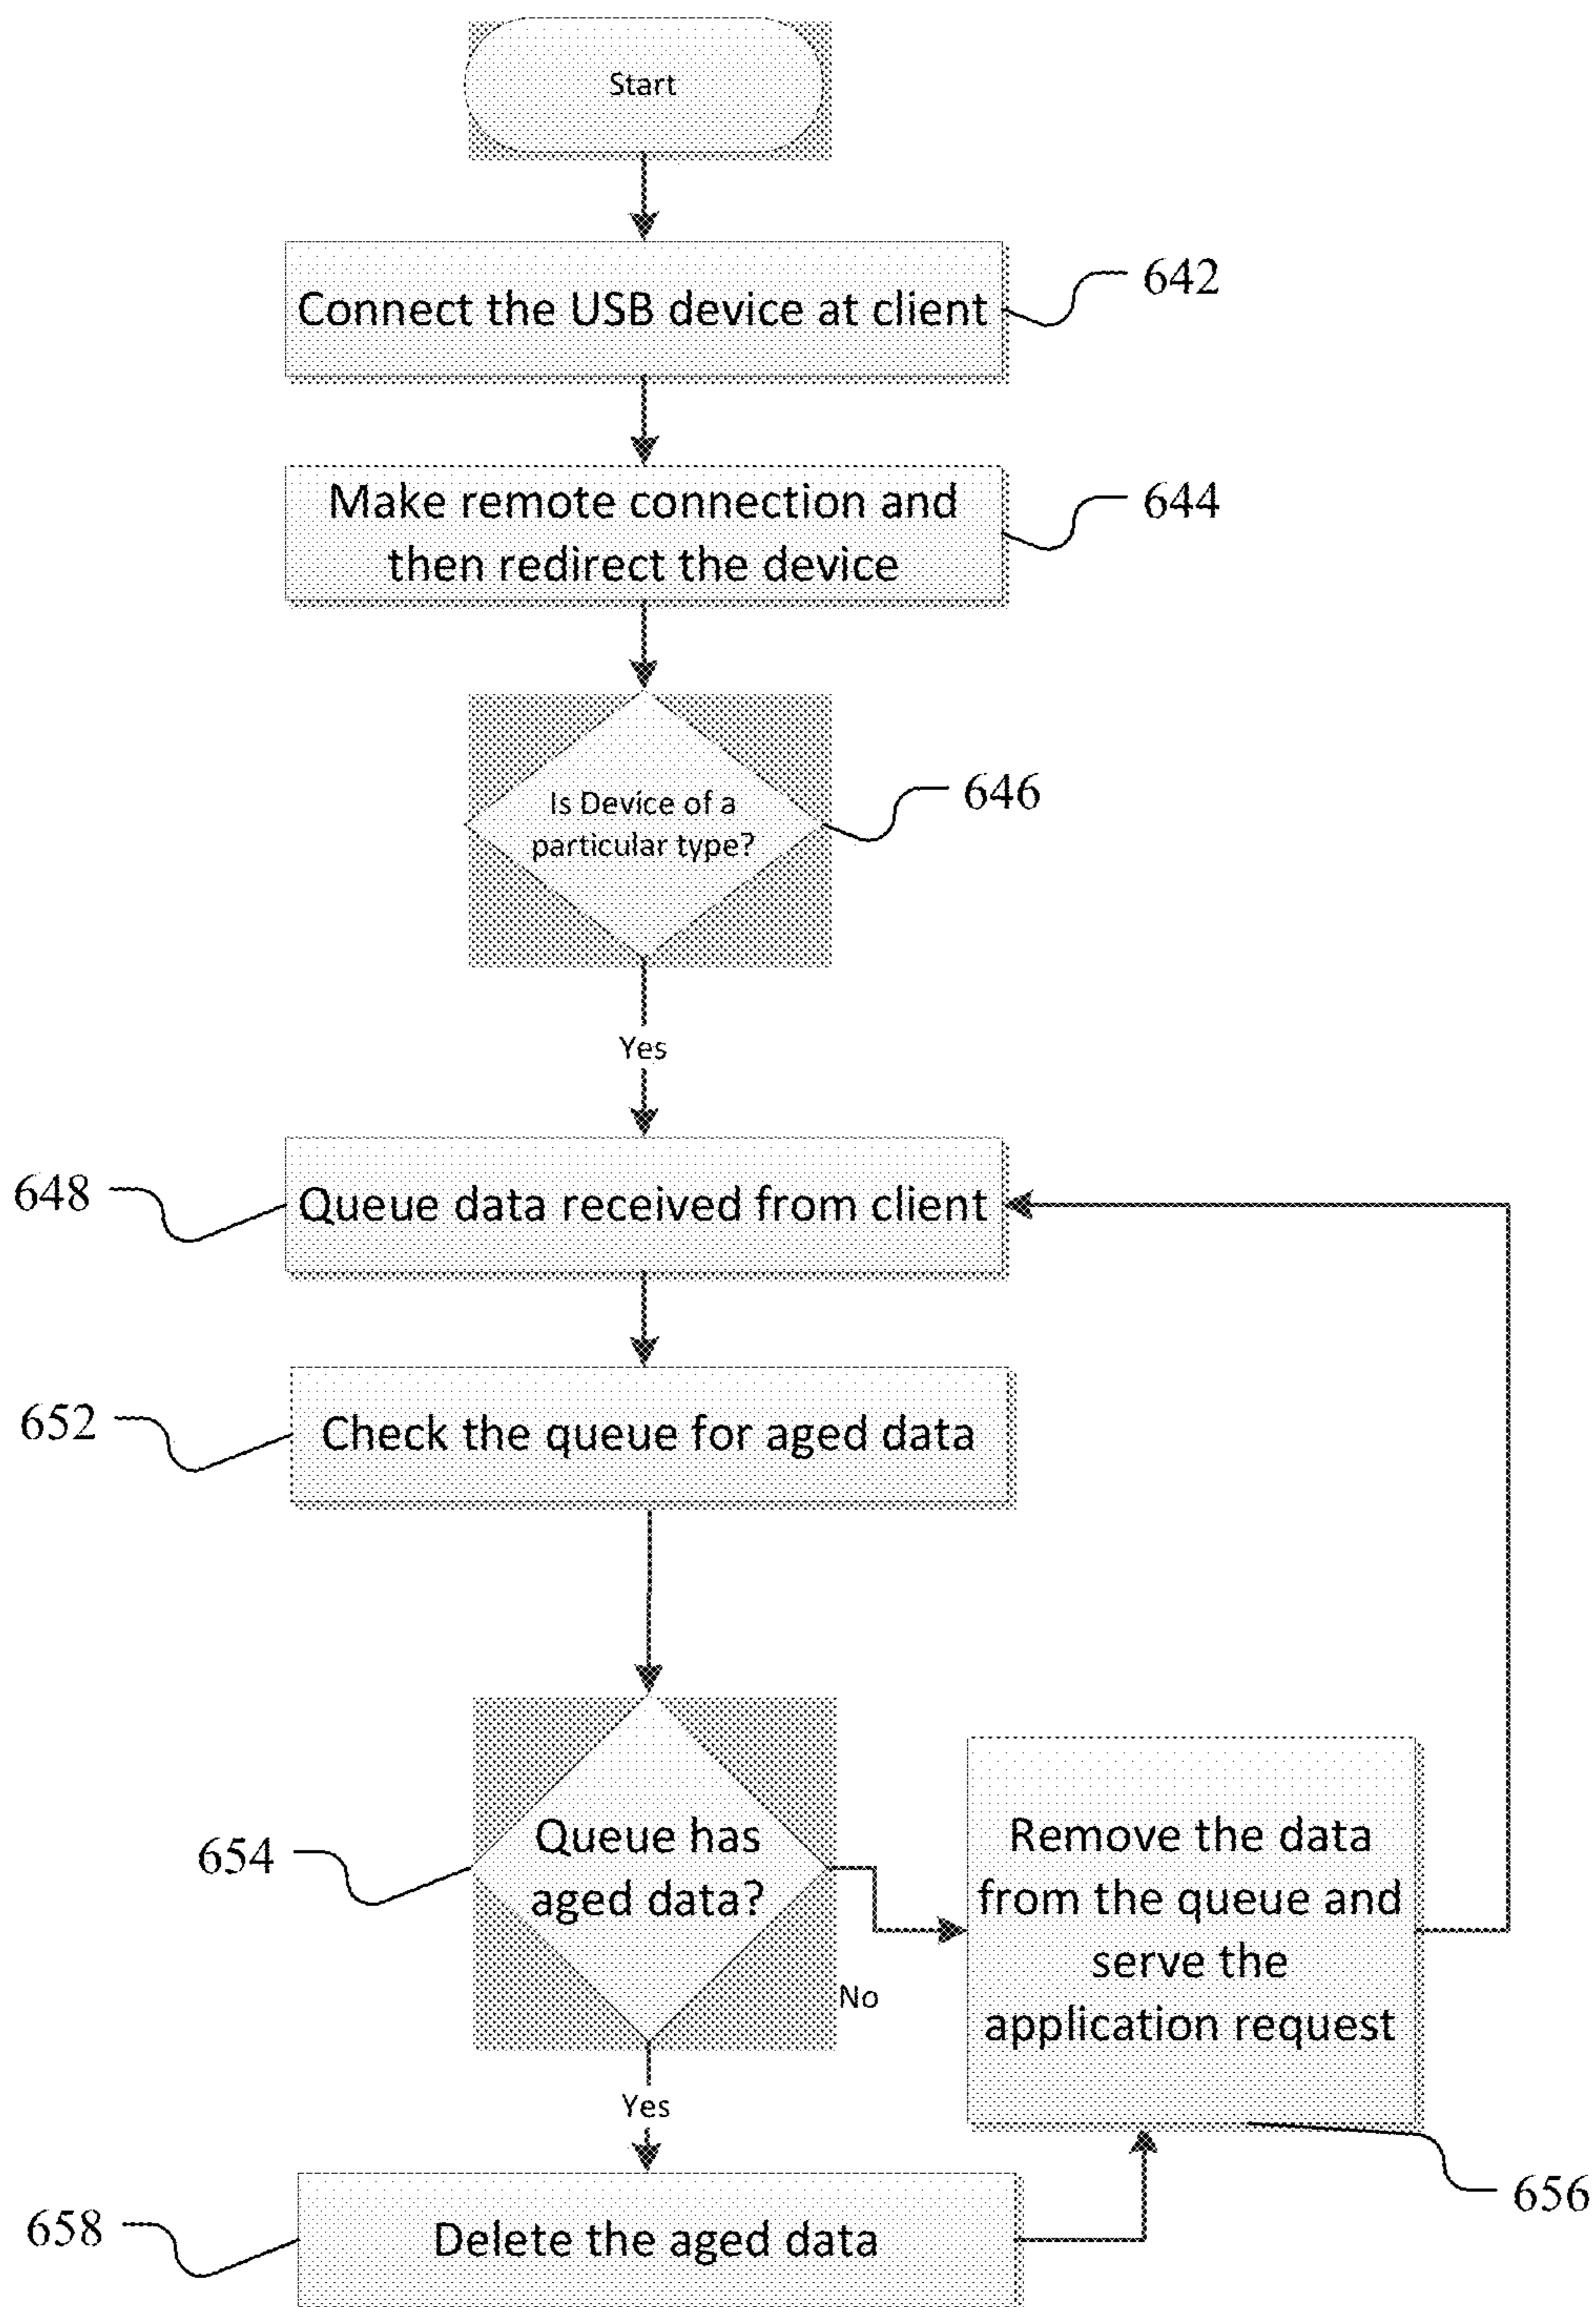 Start
Connect the USB device at client
642
Make remote connection and
then redirect the device
644
Is Device of a
particular type?
646
Yes
648
Queue data received from client
652
Check the queue for aged data
654
Queue has
aged data?
No
Remove the data
from the queue and
serve the
application request
656
Yes
658
Delete the aged data